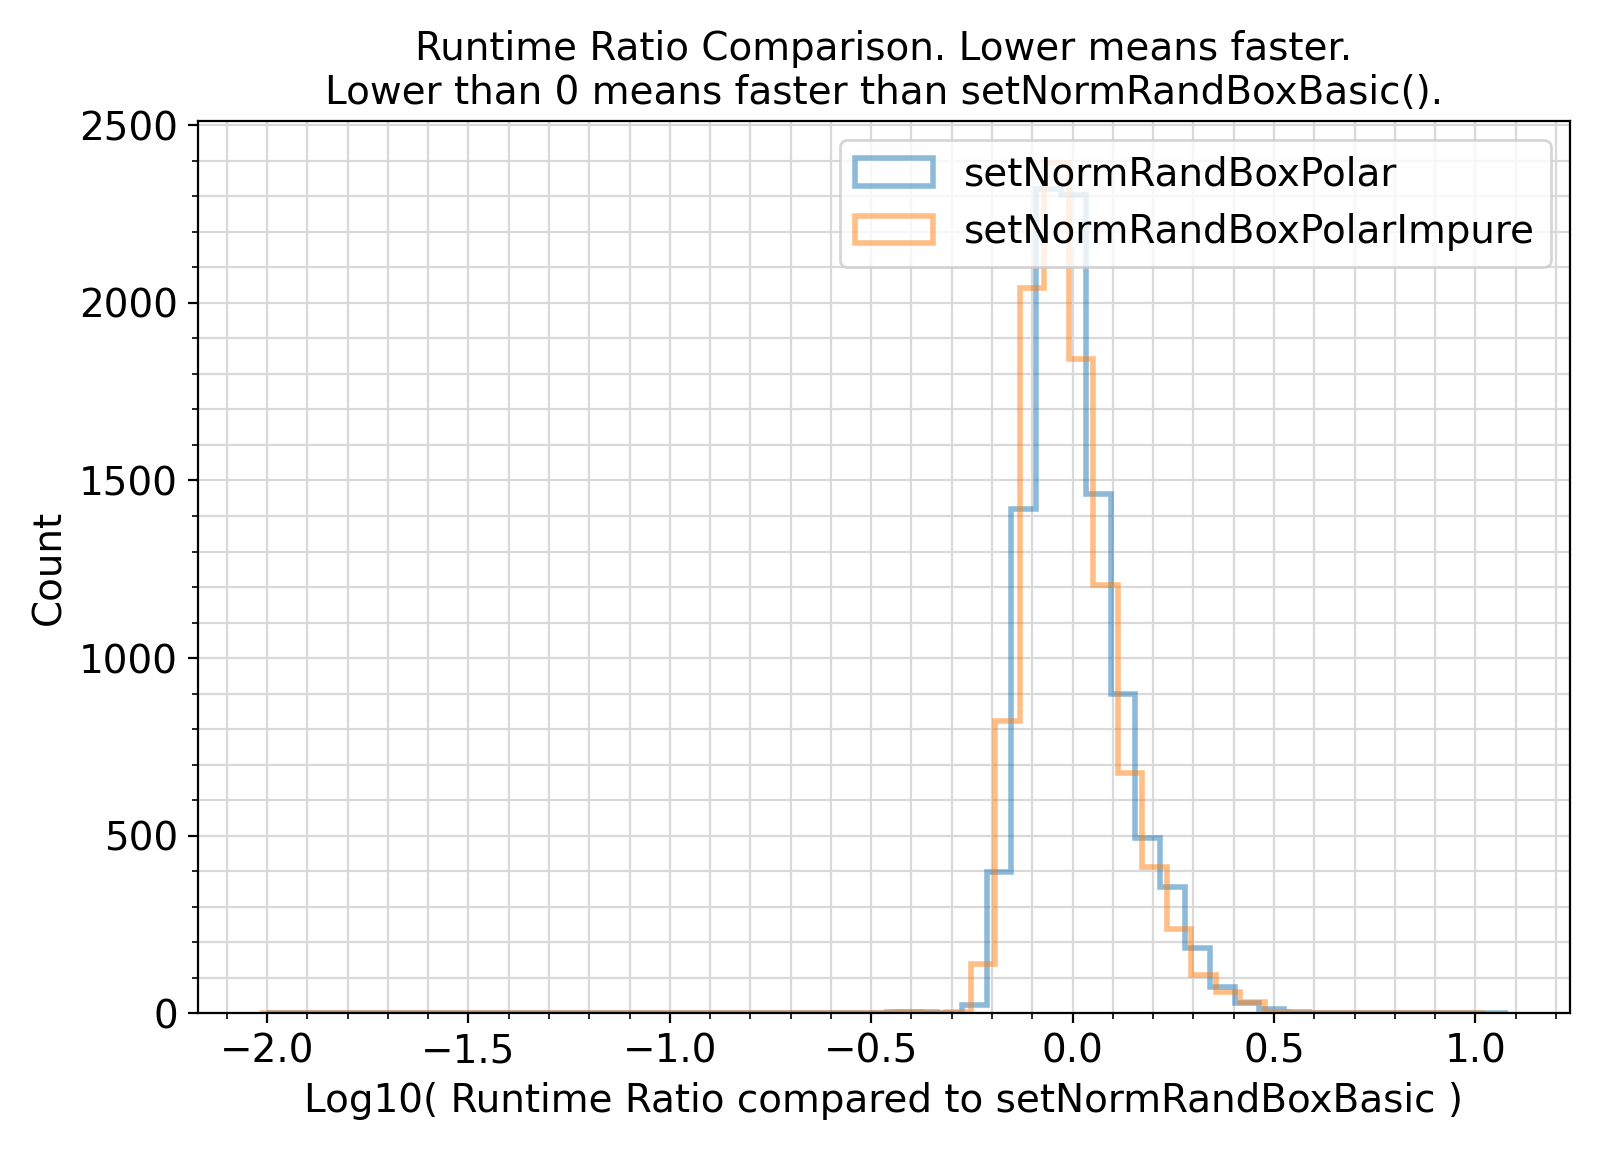 Runtime Ratio Comparison. Lower means faster.
Lower than 0 means faster than setNormRandBoxBasic().
2500
2000
1500
1000
500
0
Count
setNormRandBoxPolar
setNormRandBoxPolarImpure
−2.0 −1.5 −1.0 −0.5 0.0 0.5 1.0
Log10( Runtime Ratio compared to setNormRandBoxBasic )